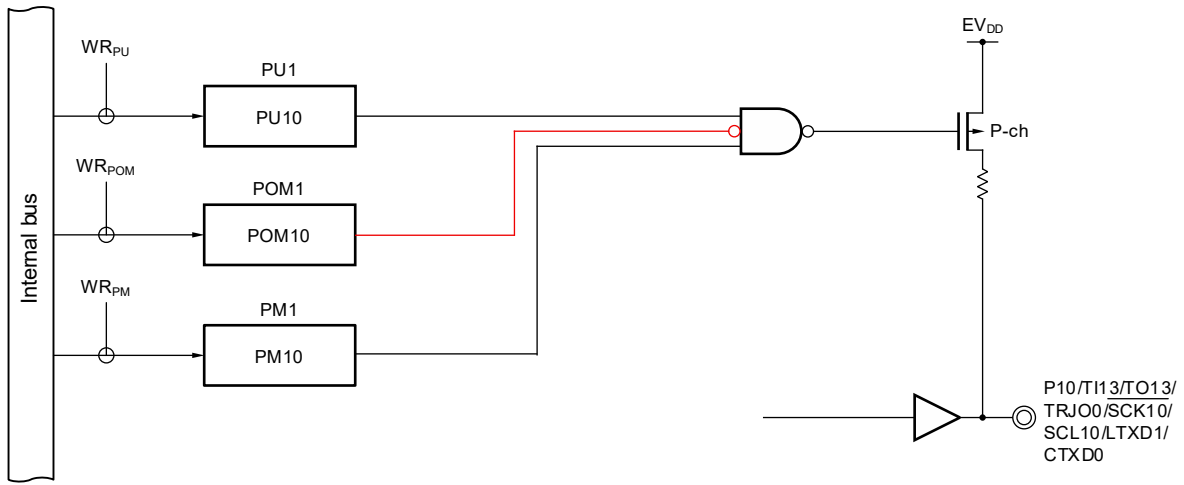 EVDD
WRPU
PU1
PU10
P-ch
WRPOM
POM1
POM10
Internal bus
WRPM
PM1
PM10
P10/TI13/TO13/
TRJO0/SCK10/
SCL10/LTXD1/
CTXD0